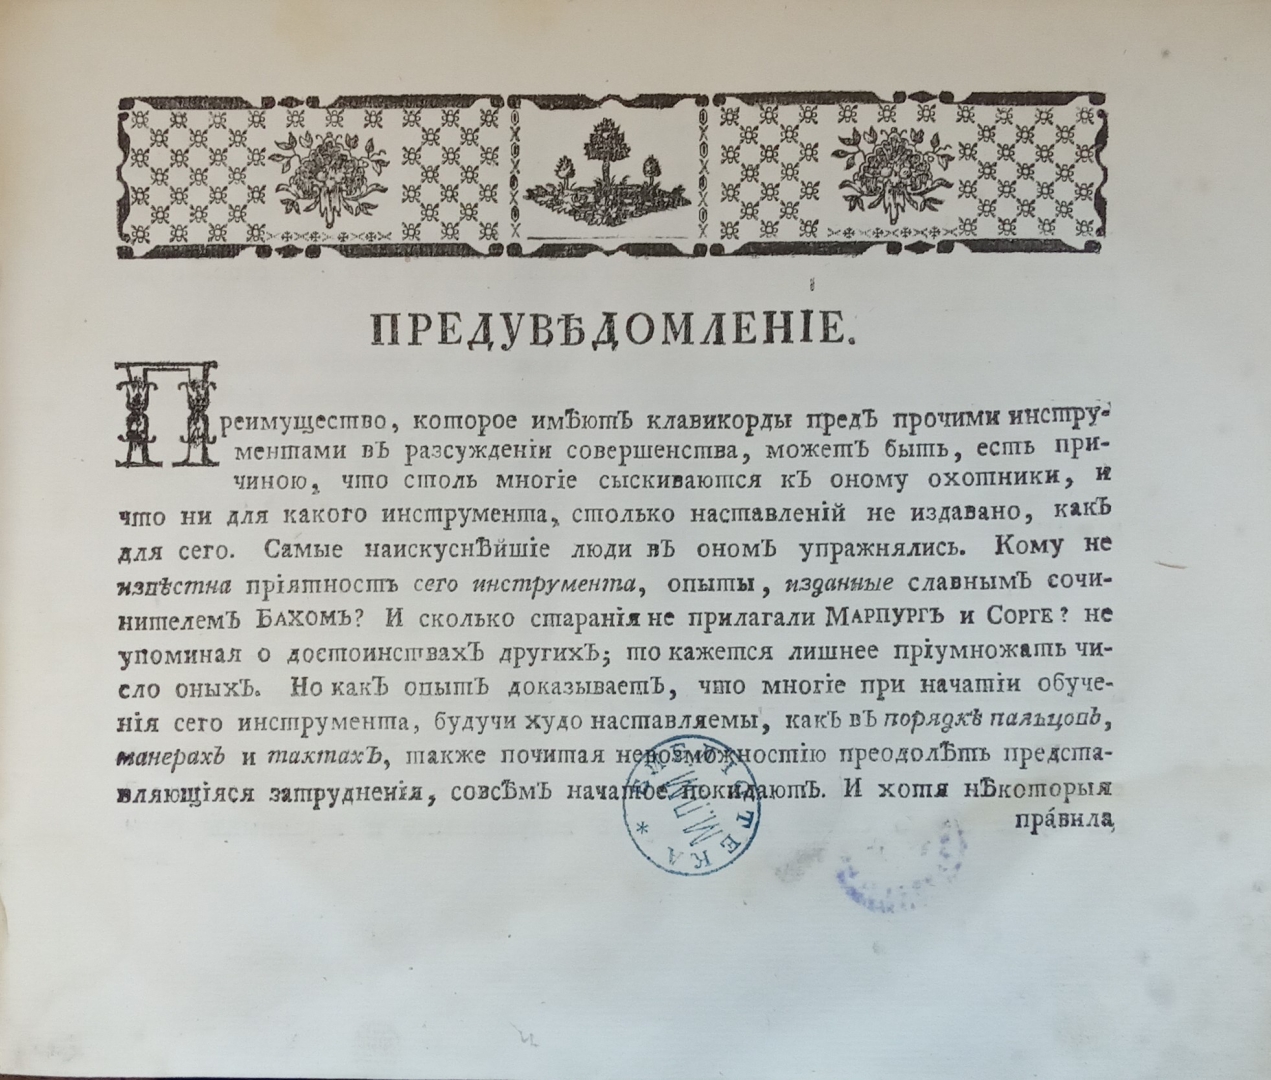 ПРЕДУВѢДОМЛЕНІЕ.
Преимущество, которое имѣютъ клавикорды предъ прочими инстру-
ментами въ разсужденіи совершенства, можетъ быть, есть при-
чиною, что столь многіе сыскиваются къ оному охотники, и
что ни для какого инструмента, столько наставленій не издавано, какъ
для сего. Самые наискуснѣйшіе люди въ ономъ упражнялись. Кому не
извѣстна пріятность сего инструмента, опыты, изданные славнымъ сочи-
нителемъ БАХОМЪ? И сколько старанія не прилагали МАРПУРГЪ и СОРГЕ? не
упоминая о достоинствахъ другихъ; то кажется лишнее пріумножать чи-
сло оныхъ. Но какъ опытъ доказываетъ, что многіе при начатіи обуче-
нія сего инструмента, будучи худо наставляемы, какъ въ порядкѣ пальцовъ,
манерахъ и тактахъ, также почитая невозможностію преодолѣть предста-
вляющіяся затрудненія, совсѣмъ начатое покидаютъ. И хотя нѣкоторыя
пра́вила
БИБЛИОТЕКА *
М.П.И.